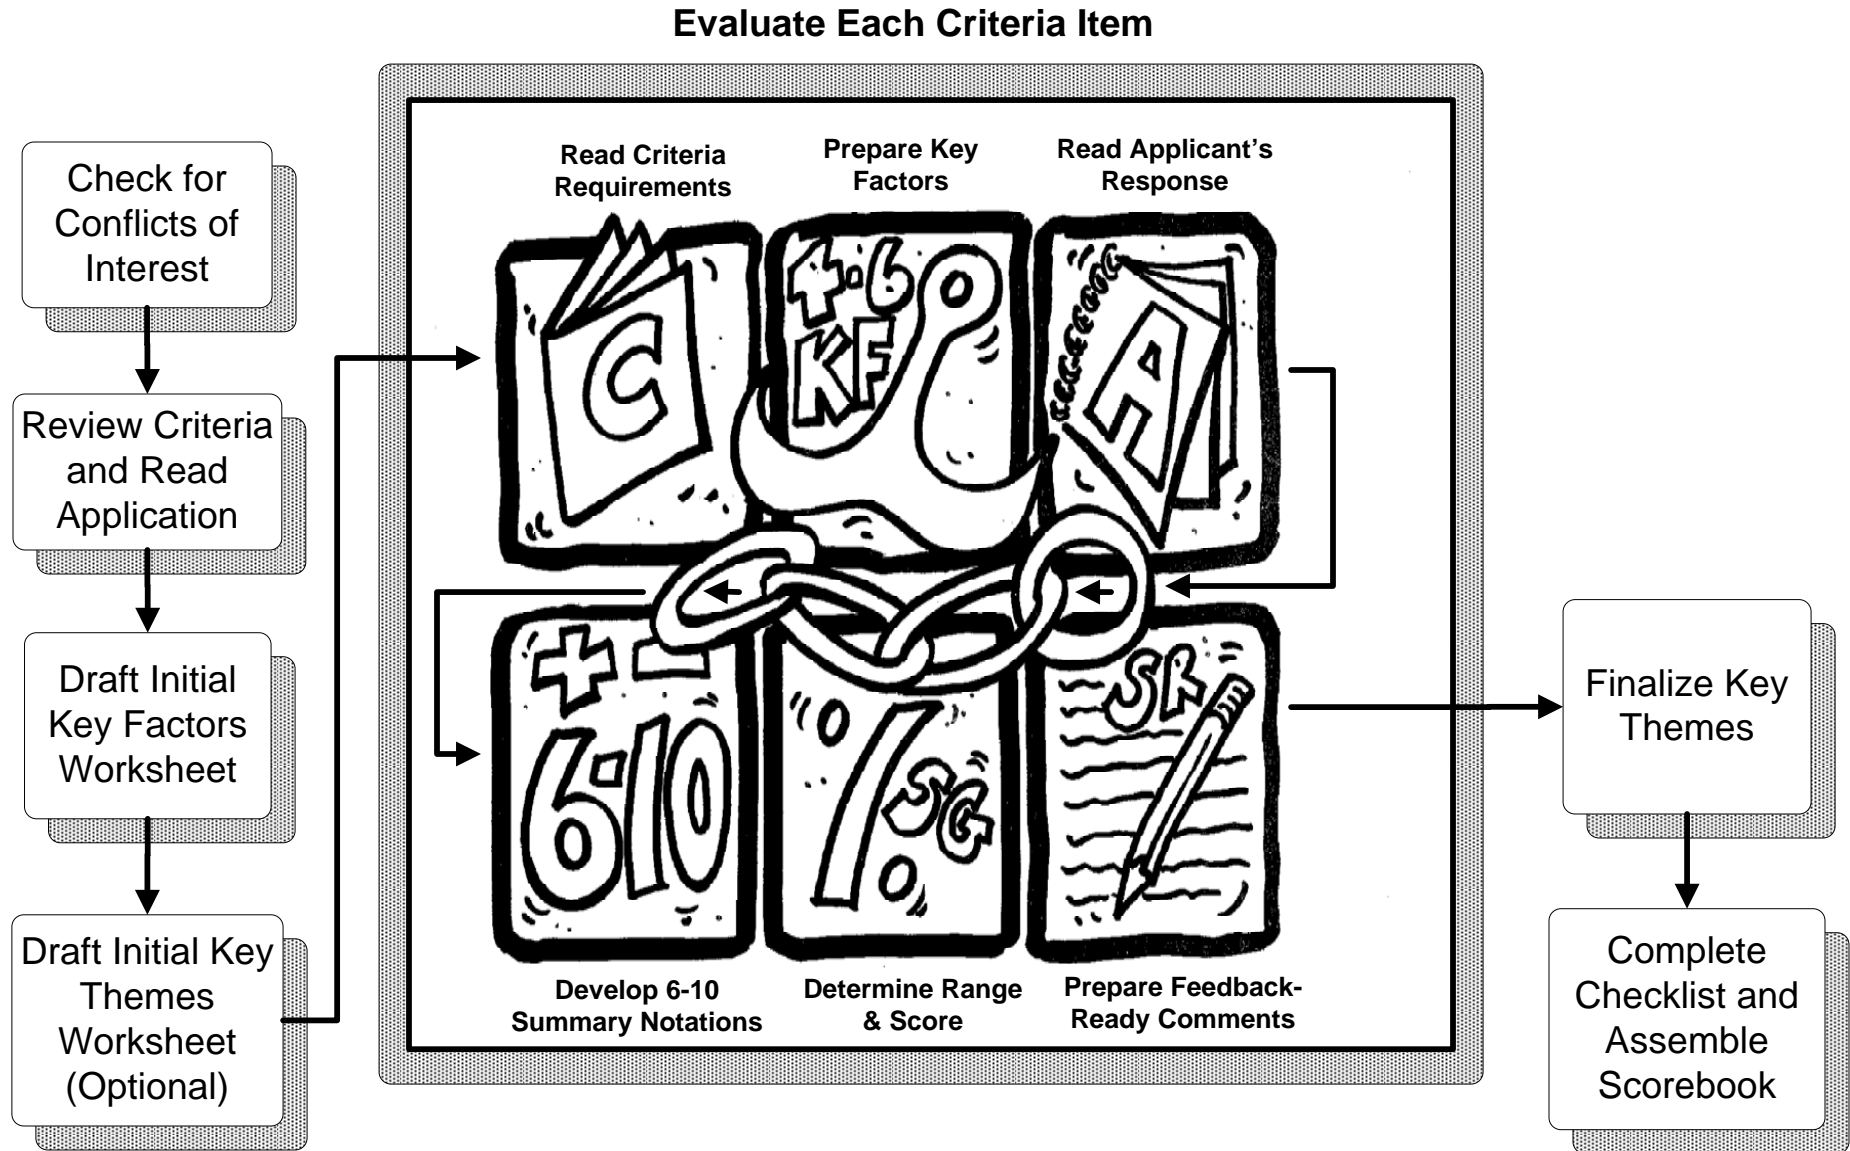 Evaluate Each Criteria Item
Check for
Conflicts of
Interest
Review Criteria
and Read
Application
Draft Initial
Key Factors
Worksheet
Draft Initial Key
Themes
Worksheet
(Optional)
Read Criteria
Requirements
Prepare Key
Factors
Read Applicant's
Response
C
4-6
KF
A
+ -
6-10
%
SG
SR
Develop 6-10
Summary Notations
Determine Range
& Score
Prepare Feedback-
Ready Comments
Finalize Key
Themes
Complete
Checklist and
Assemble
Scorebook